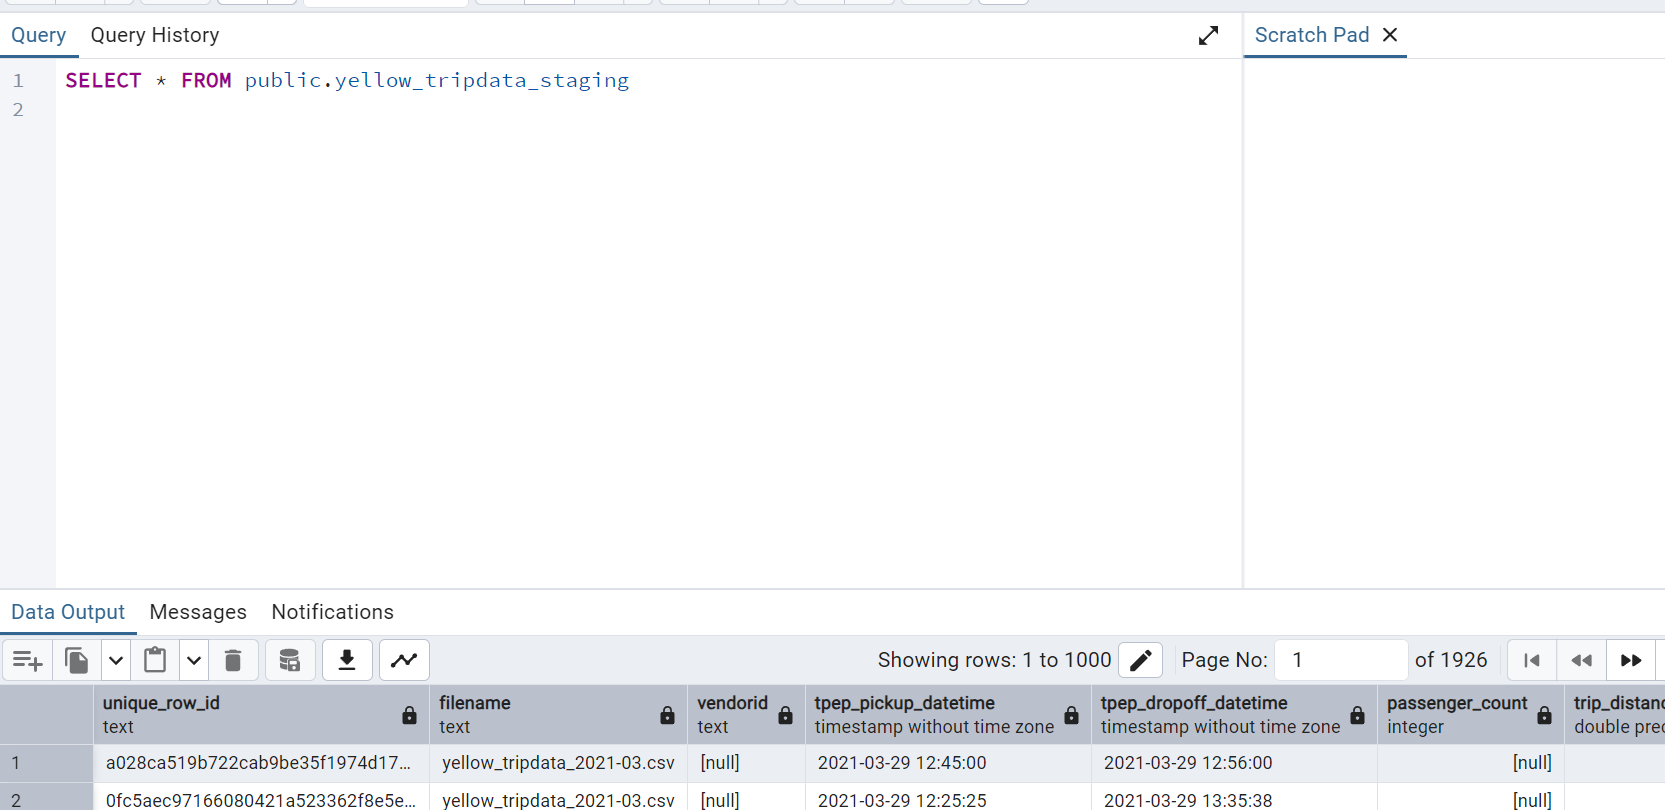 Query Query History Scratch Pad
1 SELECT * FROM public.yellow_tripdata_staging
2
Data Output Messages Notifications
Showing rows: 1 to 1000 Page No: 1 of 1926
unique_row_id filename vendorid tpep_pickup_datetime tpep_dropoff_datetime passenger_count trip_distanc
text text text timestamp without time zone timestamp without time zone integer double prec
1 a028ca519b722cab9be35f1974d17... yellow_tripdata_2021-03.csv [null] 2021-03-29 12:45:00 2021-03-29 12:56:00 [null]
2 0fc5aec97166080421a523362f8e5e... yellow_tripdata_2021-03.csv [null] 2021-03-29 12:25:25 2021-03-29 13:35:38 [null]